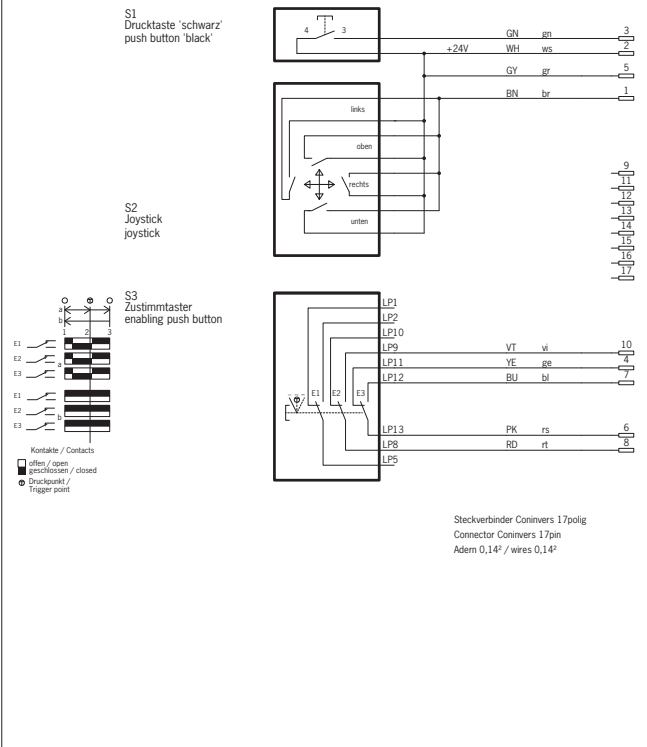 S1
Drucktaste 'schwarz'
push button 'black'
4 3
GN gn 3
+24V WH ws 2
GY gr 5
BN br 1
links
oben
rechts
unten
S2
Joystick
joystick
9
11
12
13
14
15
16
17
S3
Zustimmtaster
enabling push button
a
b
1 2 3
E1
E2
a
E3
E1
E2
b
E3
Kontakte / Contacts
offen / open
geschlossen / closed
Druckpunkt /
Trigger point
LP1
LP2
LP10
LP9 VT vi 10
LP11 YE ge 4
LP12 BU bl 7
E1 E2 E3
LP13 PK rs 6
LP8 RD rt 8
LP5
Steckverbinder Coninvers 17polig
Connector Coninvers 17pin
Adern 0,14² / wires 0,14²